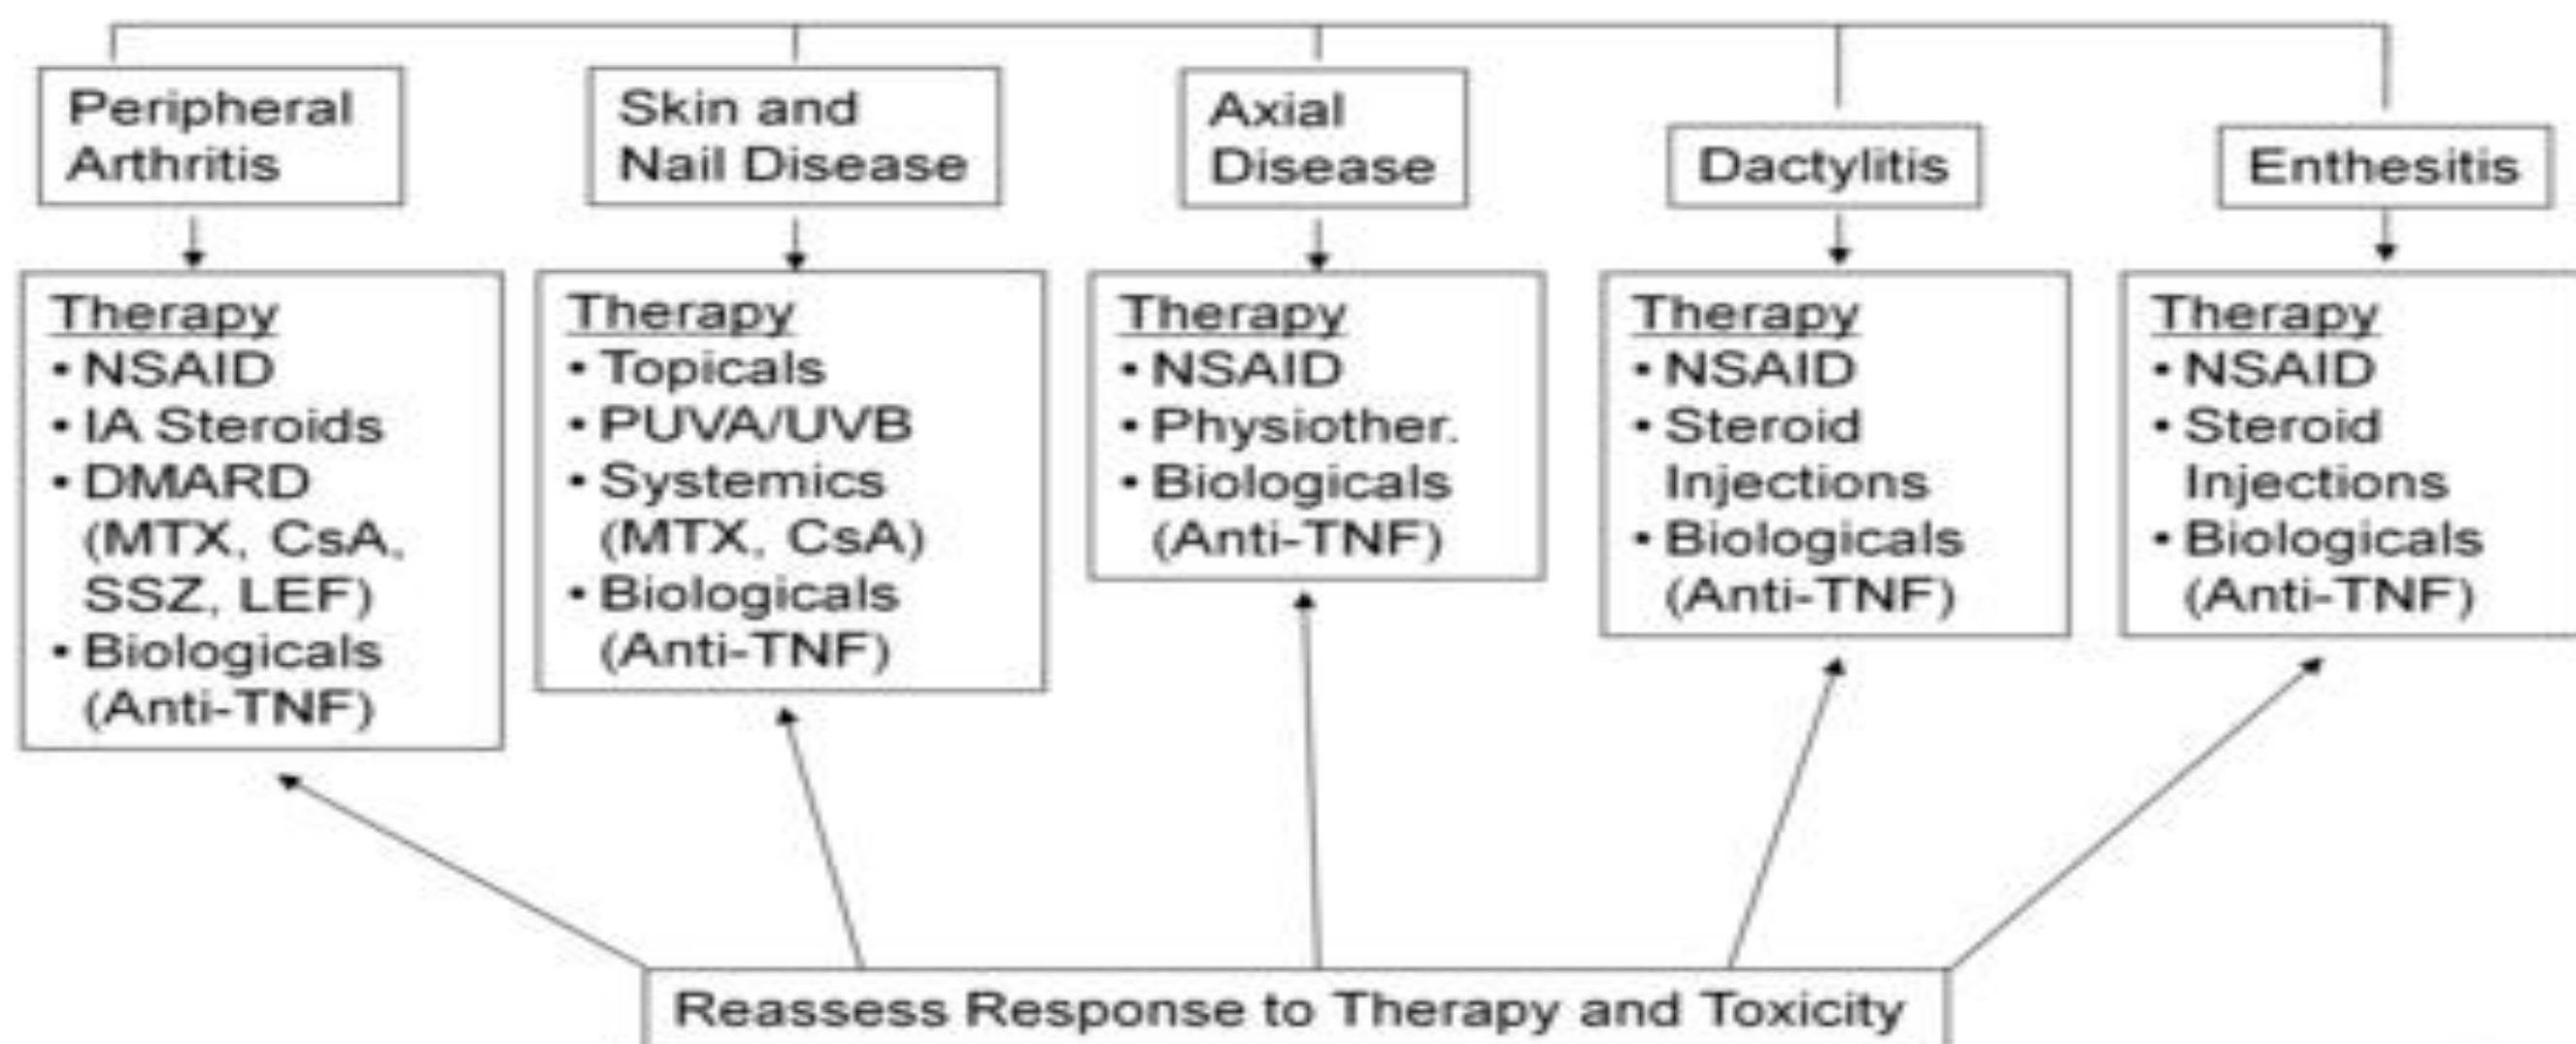 Peripheral
Arthritis
Skin and
Nail Disease
Axial
Disease
Dactylitis
Enthesitis
Therapy
• NSAID
• IA Steroids
• DMARD
(MTX, CsA,
SSZ, LEF)
• Biologicals
(Anti-TNF)
Therapy
• Topicals
• PUVA/UVB
• Systemics
(MTX, CsA)
• Biologicals
(Anti-TNF)
Therapy
• NSAID
• Physiother.
• Biologicals
(Anti-TNF)
Therapy
• NSAID
• Steroid
Injections
• Biologicals
(Anti-TNF)
Therapy
• NSAID
• Steroid
Injections
• Biologicals
(Anti-TNF)
Reassess Response to Therapy and Toxicity